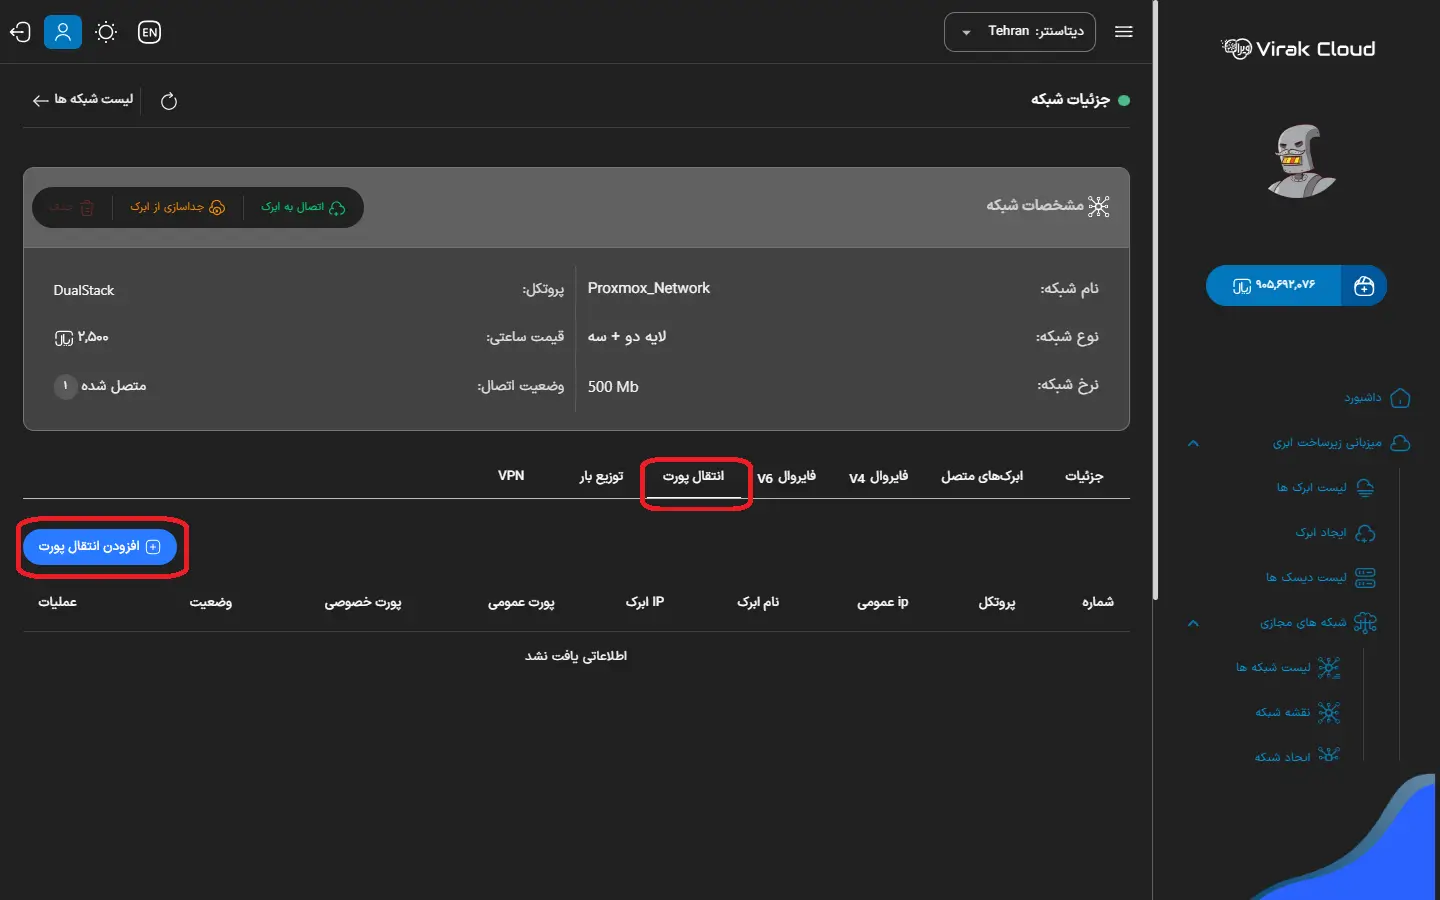 EN
دیتاسنتر: Tehran
Virak Cloud
جزئیات شبکه
لیست شبکه ها
مشخصات شبکه
اتصال به ابرک
جداسازی از ابرک
حذف
نام شبکه: Proxmox_Network
پروتکل: DualStack
نوع شبکه: لایه دو + سه
قیمت ساعتی: ۲,۵۰۰
نرخ شبکه: 500 Mb
وضعیت اتصال: متصل شده ۱
جزئیات
ابرک‌های متصل
فایروال V4
فایروال V6
انتقال پورت
توزیع بار
VPN
افزودن انتقال پورت
شماره
پروتکل
ip عمومی
نام ابرک
IP ابرک
پورت عمومی
پورت خصوصی
وضعیت
عملیات
اطلاعاتی یافت نشد
۹۰۵,۶۹۲,۰۷۶
داشبورد
میزبانی زیرساخت ابری
لیست ابرک ها
ایجاد ابرک
لیست دیسک ها
شبکه های مجازی
لیست شبکه ها
نقشه شبکه
ایجاد شبکه